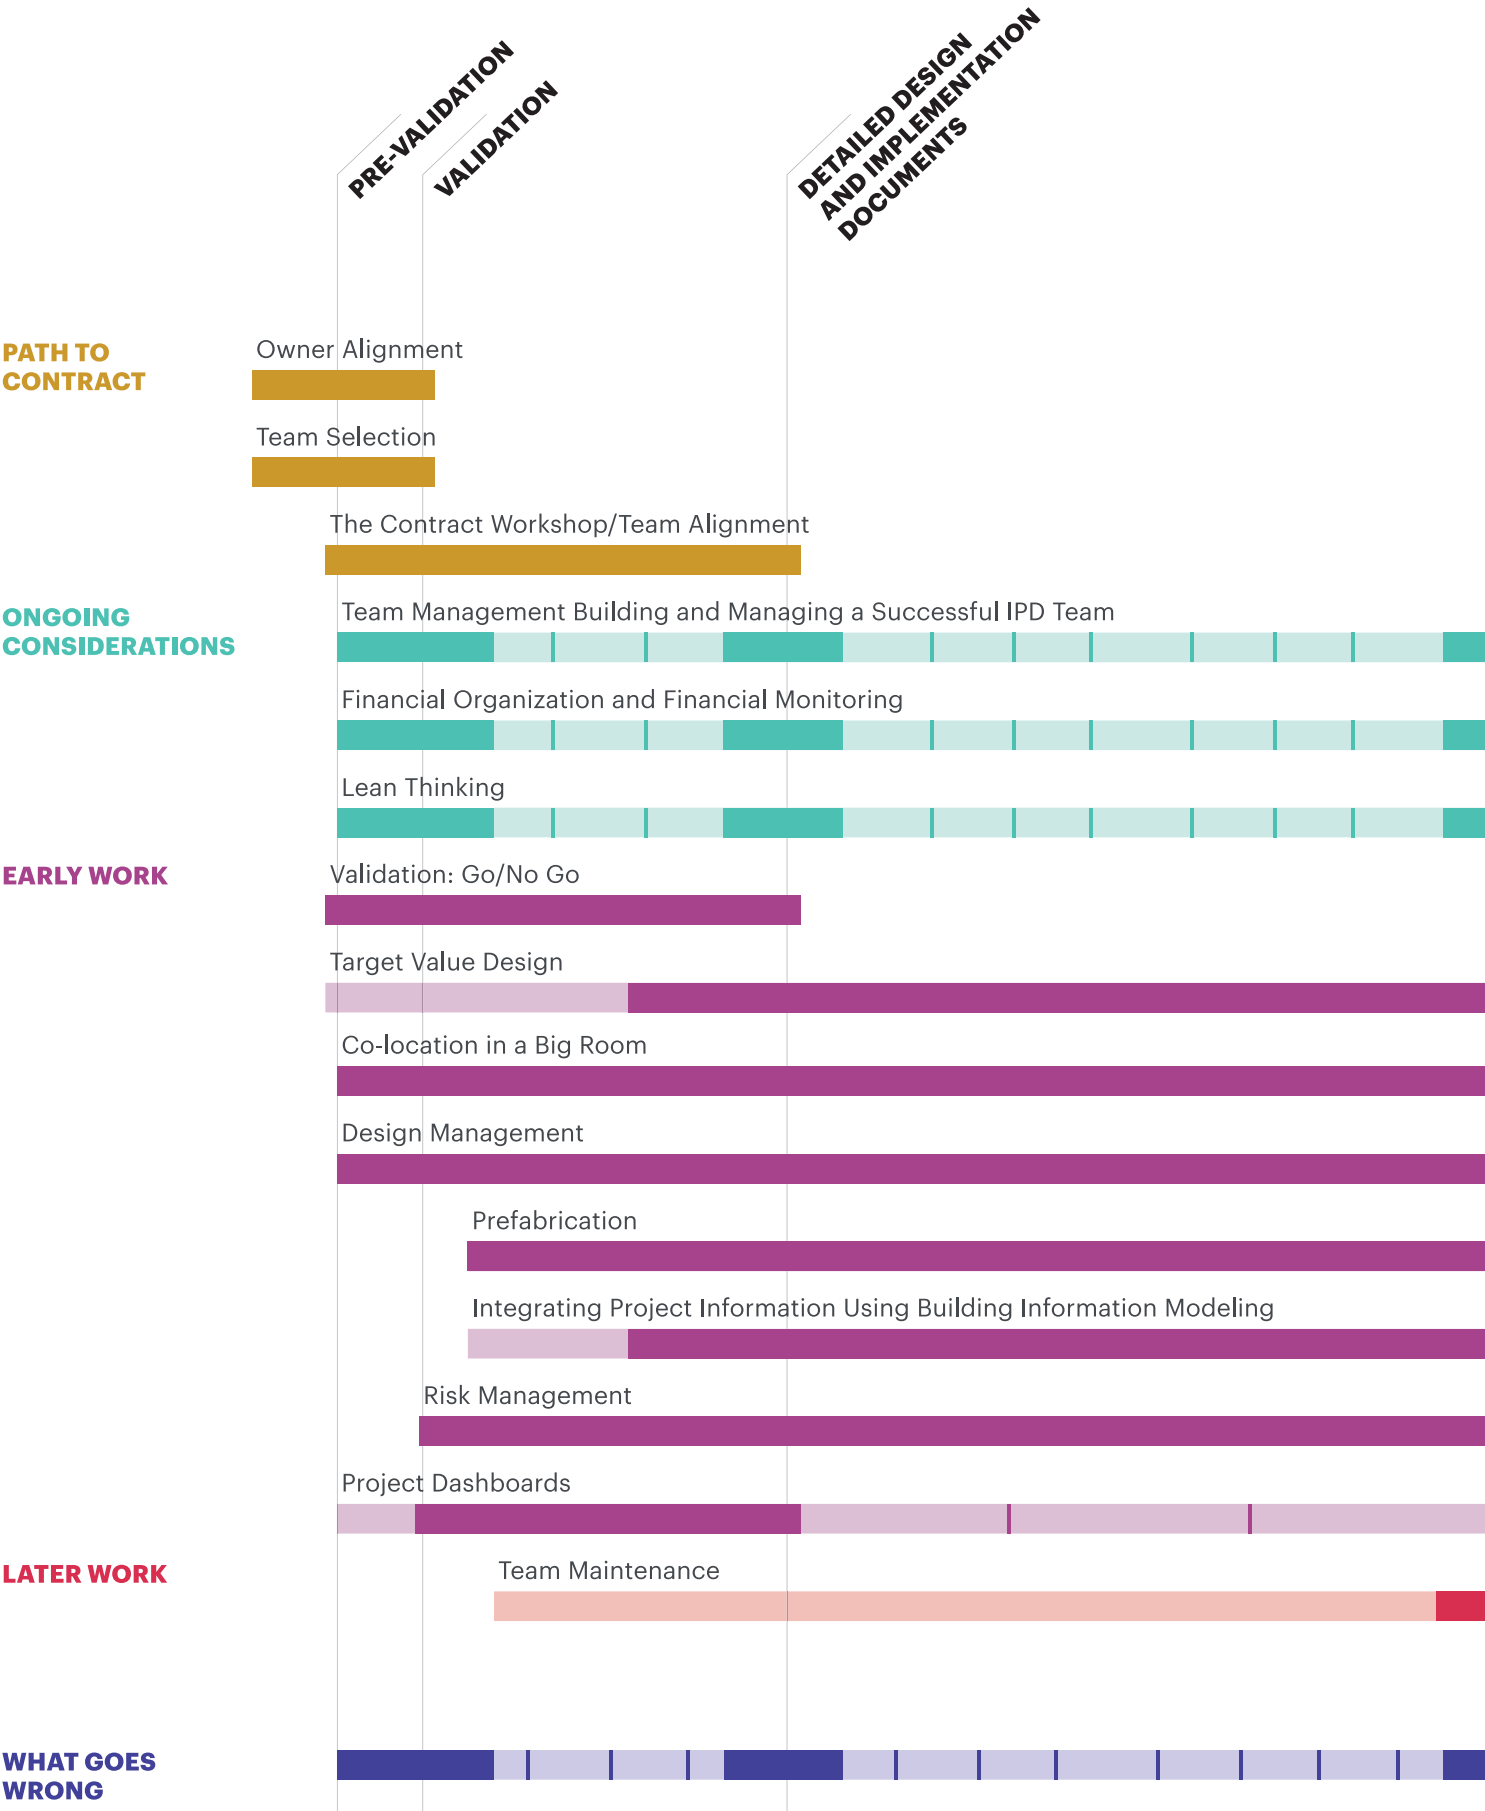 PRE-VALIDATION
VALIDATION
DETAILED DESIGN
AND IMPLEMENTATION
DOCUMENTS
PATH TO
CONTRACT
Owner Alignment
Team Selection
The Contract Workshop/Team Alignment
ONGOING
CONSIDERATIONS
Team Management Building and Managing a Successful IPD Team
Financial Organization and Financial Monitoring
Lean Thinking
EARLY WORK
Validation: Go/No Go
Target Value Design
Co-location in a Big Room
Design Management
Prefabrication
Integrating Project Information Using Building Information Modeling
Risk Management
Project Dashboards
LATER WORK
Team Maintenance
WHAT GOES
WRONG